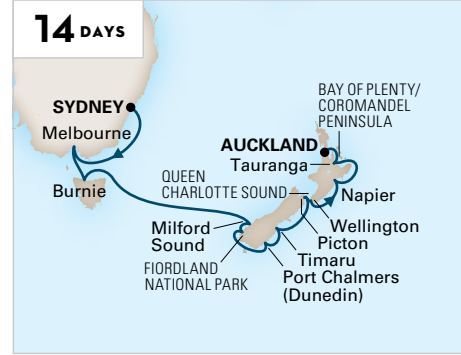 14 DAYS
SYDNEY
Melbourne
Burnie
BAY OF PLENTY/
COROMANDEL
PENINSULA
AUCKLAND
Tauranga
QUEEN
CHARLOTTE SOUND
Napier
Wellington
Picton
Timaru
Port Chalmers
(Dunedin)
Milford
Sound
FIORDLAND
NATIONAL PARK